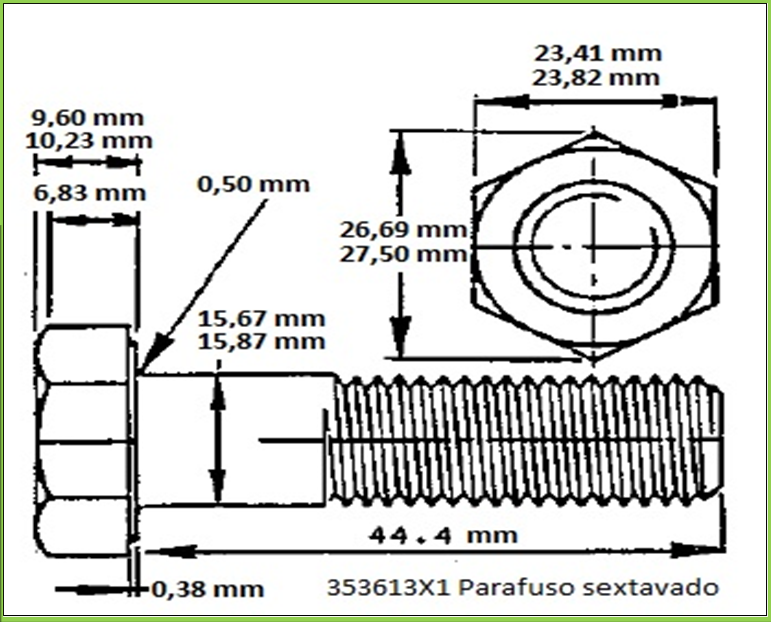 23,41 mm
23,82 mm
9,60 mm
10,23 mm
6,83 mm
0,50 mm
26,69 mm
27,50 mm
15,67 mm
15,87 mm
44.4 mm
0,38 mm
353613X1 Parafuso sextavado